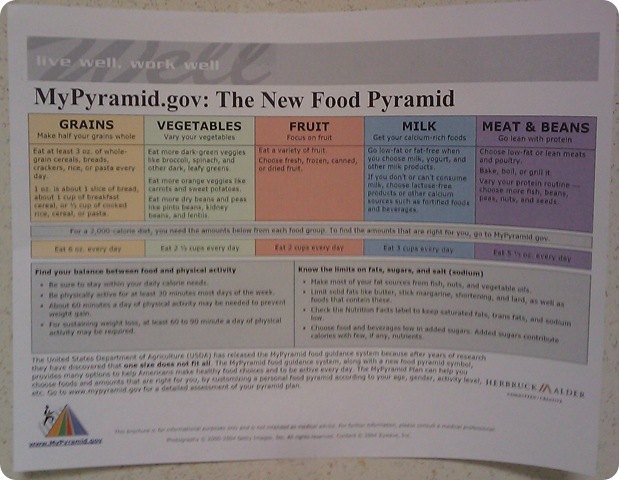 live well, work well
MyPyramid.gov: The New Food Pyramid
GRAINS
Make half your grains whole
Eat at least 3 oz. of whole-
grain cereals, breads,
crackers, rice, or pasta every
day.
1 oz. is about 1 slice of bread,
about 1 cup of breakfast
cereal, or ½ cup of cooked
rice, cereal, or pasta.
VEGETABLES
Vary your vegetables
Eat more dark-green veggies
like broccoli, spinach, and
other dark, leafy greens.
Eat more orange veggies like
carrots and sweet potatoes.
Eat more dry beans and peas
like pinto beans, kidney
beans, and lentils.
FRUIT
Focus on fruit
Eat a variety of fruit.
Choose fresh, frozen, canned,
or dried fruit.
MILK
Get your calcium-rich foods
Go low-fat or fat-free when
you choose milk, yogurt, and
other milk products.
If you don't or can't consume
milk, choose lactose-free
products or other calcium
sources such as fortified foods
and beverages.
MEAT & BEANS
Go lean with protein
Choose low-fat or lean meats
and poultry.
Bake, boil, or grill it.
Vary your protein routine —
choose more fish, beans,
peas, nuts, and seeds.
For a 2,000-calorie diet, you need the amounts below from each food group. To find the amounts that are right for you, go to MyPyramid.gov.
Eat 6 oz. every day
Eat 2 ½ cups every day
Eat 2 cups every day
Eat 3 cups every day
Eat 5 ½ oz. every day
Find your balance between food and physical activity
• Be sure to stay within your daily calorie needs.
• Be physically active for at least 30 minutes most days of the week.
• About 60 minutes a day of physical activity may be needed to prevent
weight gain.
• For sustaining weight loss, at least 60 to 90 minute a day of physical
activity may be required.
Know the limits on fats, sugars, and salt (sodium)
• Make most of your fat sources from fish, nuts, and vegetable oils.
• Limit solid fats like butter, stick margarine, shortening, and lard, as well as
foods that contain these.
• Check the Nutrition Facts label to keep saturated fats, trans fats, and sodium
low.
• Choose food and beverages low in added sugars. Added sugars contribute
calories with few, if any, nutrients.
The United States Department of Agriculture (USDA) has released the MyPyramid food guidance system because after years of research
they have discovered that one size does not fit all. The MyPyramid food guidance system, along with a new food pyramid symbol,
provides many options to help Americans make healthy food choices and to be active every day. The MyPyramid Plan can help you
choose foods and amounts that are right for you, by customizing a personal food pyramid according to your age, gender, activity level,
etc. Go to www.mypyramid.gov for a detailed assessment of your pyramid plan.
HERBRUCK ALDER
www.MyPyramid.gov
This brochure is for informational purposes only and is not intended as medical advice. For further information, please consult a medical professional.